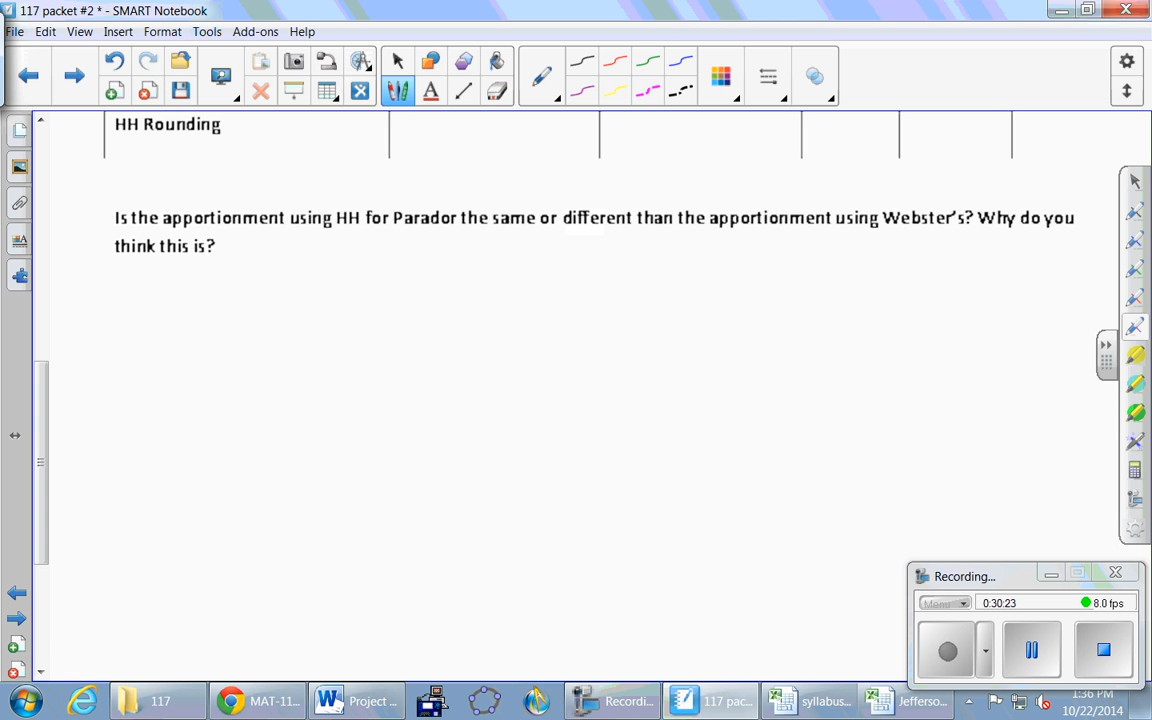 117 packet #2 * - SMART Notebook
File Edit View Insert Format Tools Add-ons Help
HH Rounding
Is the apportionment using HH for Parador the same or different than the apportionment using Webster's? Why do you
think this is?
Recording...
Menu 0:30:23 8.0 fps
117 MAT-11... Project ... Recordi... 117 pac... syllabus... Jefferso... 1:36 PM
10/22/2014